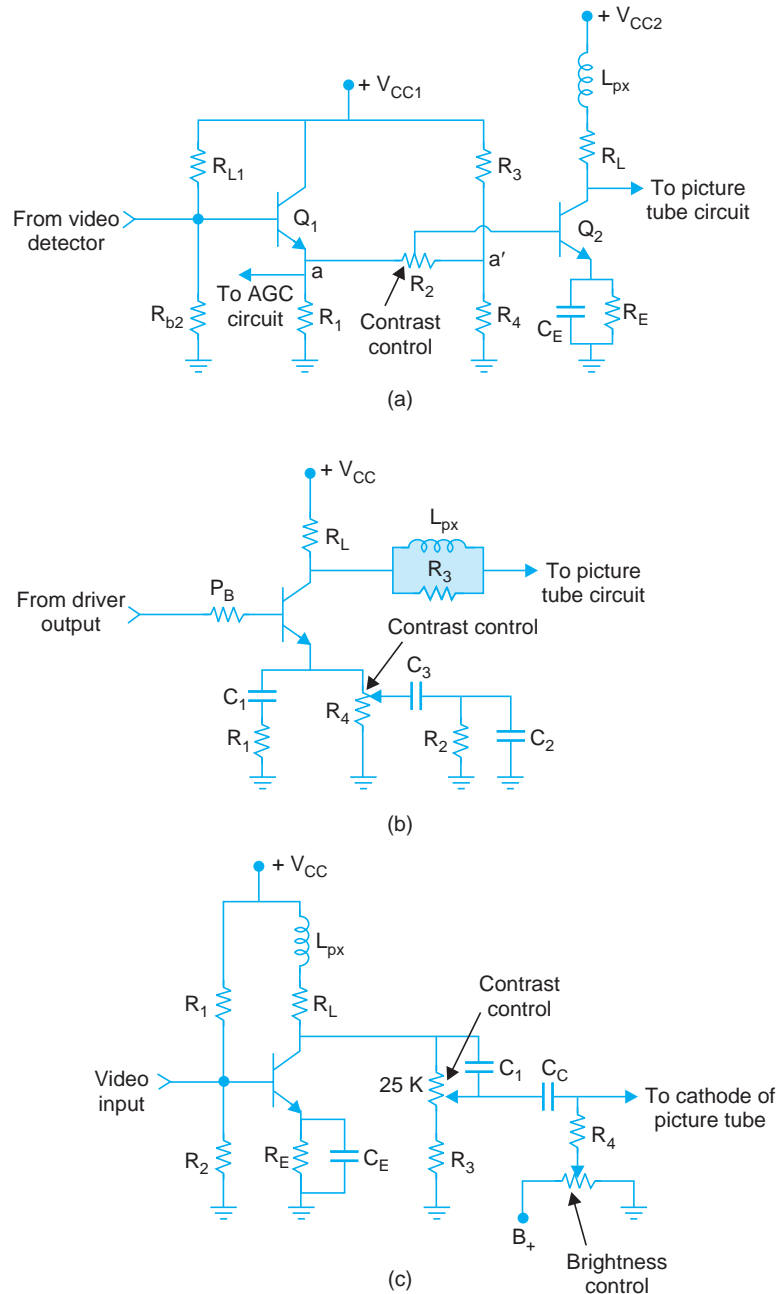 + V_CC2
L_px
+ V_CC1
R_L1
R_3
R_L
From video
detector
Q_1
To picture
tube circuit
Q_2
a
a′
R_2
To AGC
circuit
R_b2
R_1
Contrast
control
R_4
C_E
R_E
(a)
+ V_CC
R_L
L_px
R_3
To picture
tube circuit
From driver
output
P_B
Contrast control
C_1
R_1
R_4
C_3
R_2
C_2
(b)
+ V_CC
L_px
R_1
R_L
Contrast
control
Video
input
25 K
C_1
C_C
To cathode of
picture tube
R_2
R_E
C_E
R_3
R_4
B_+
Brightness
control
(c)